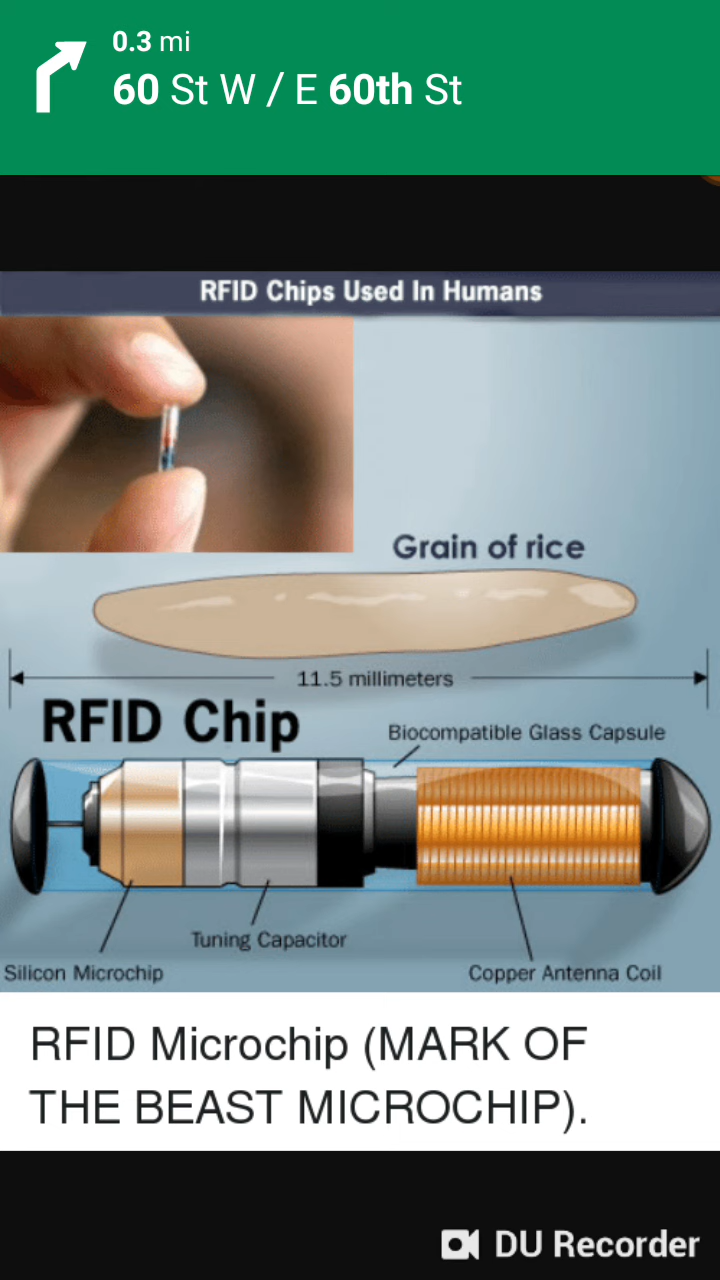 0.3 mi
60 St W / E 60th St
RFID Chips Used In Humans
Grain of rice
11.5 millimeters
RFID Chip
Biocompatible Glass Capsule
Tuning Capacitor
Silicon Microchip
Copper Antenna Coil
RFID Microchip (MARK OF
THE BEAST MICROCHIP).
DU Recorder